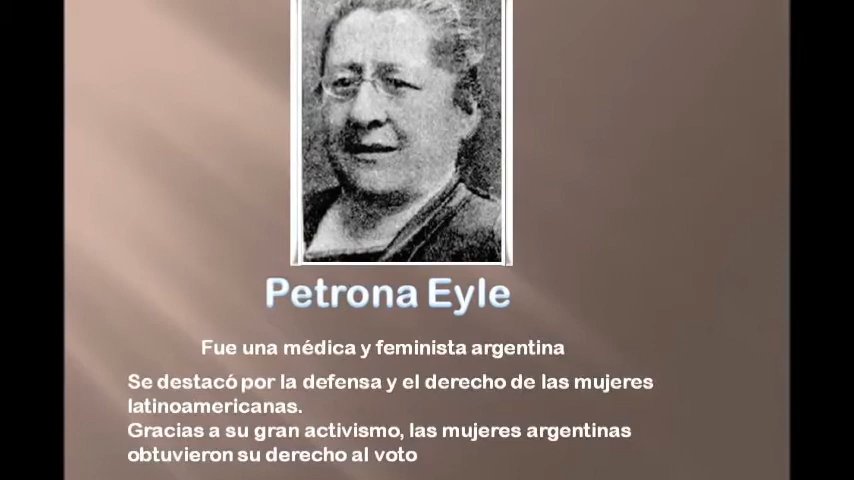 Petrona Eyle
Fue una médica y feminista argentina
Se destacó por la defensa y el derecho de las mujeres
latinoamericanas.
Gracias a su gran activismo, las mujeres argentinas
obtuvieron su derecho al voto